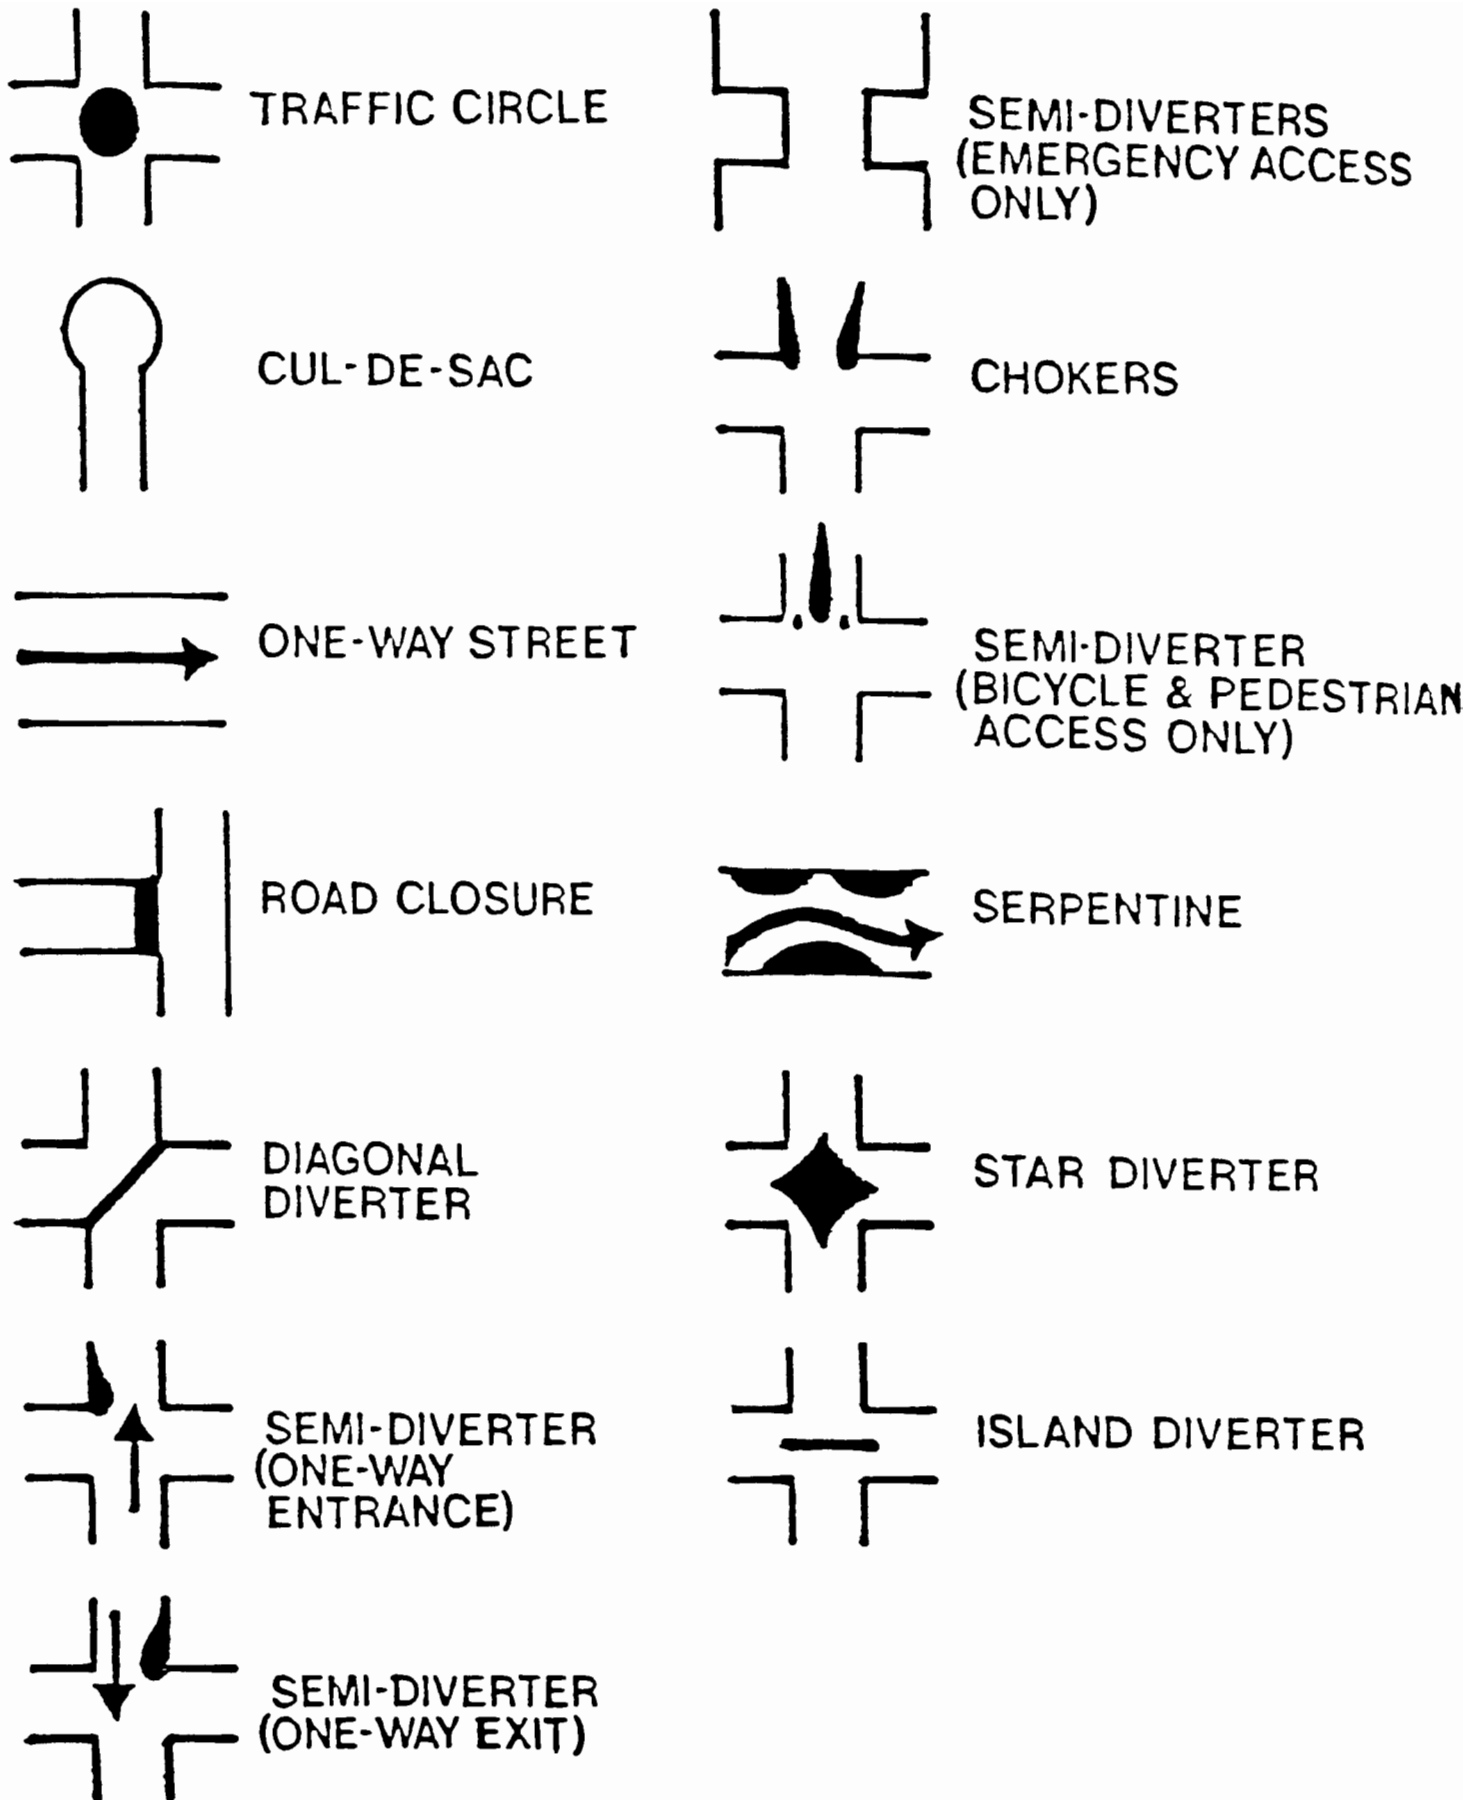 TRAFFIC CIRCLE
CUL-DE-SAC
ONE-WAY STREET
ROAD CLOSURE
DIAGONAL
DIVERTER
SEMI-DIVERTER
(ONE-WAY
ENTRANCE)
SEMI-DIVERTER
(ONE-WAY EXIT)
SEMI-DIVERTERS
(EMERGENCY ACCESS
ONLY)
CHOKERS
SEMI-DIVERTER
(BICYCLE & PEDESTRIAN
ACCESS ONLY)
SERPENTINE
STAR DIVERTER
ISLAND DIVERTER